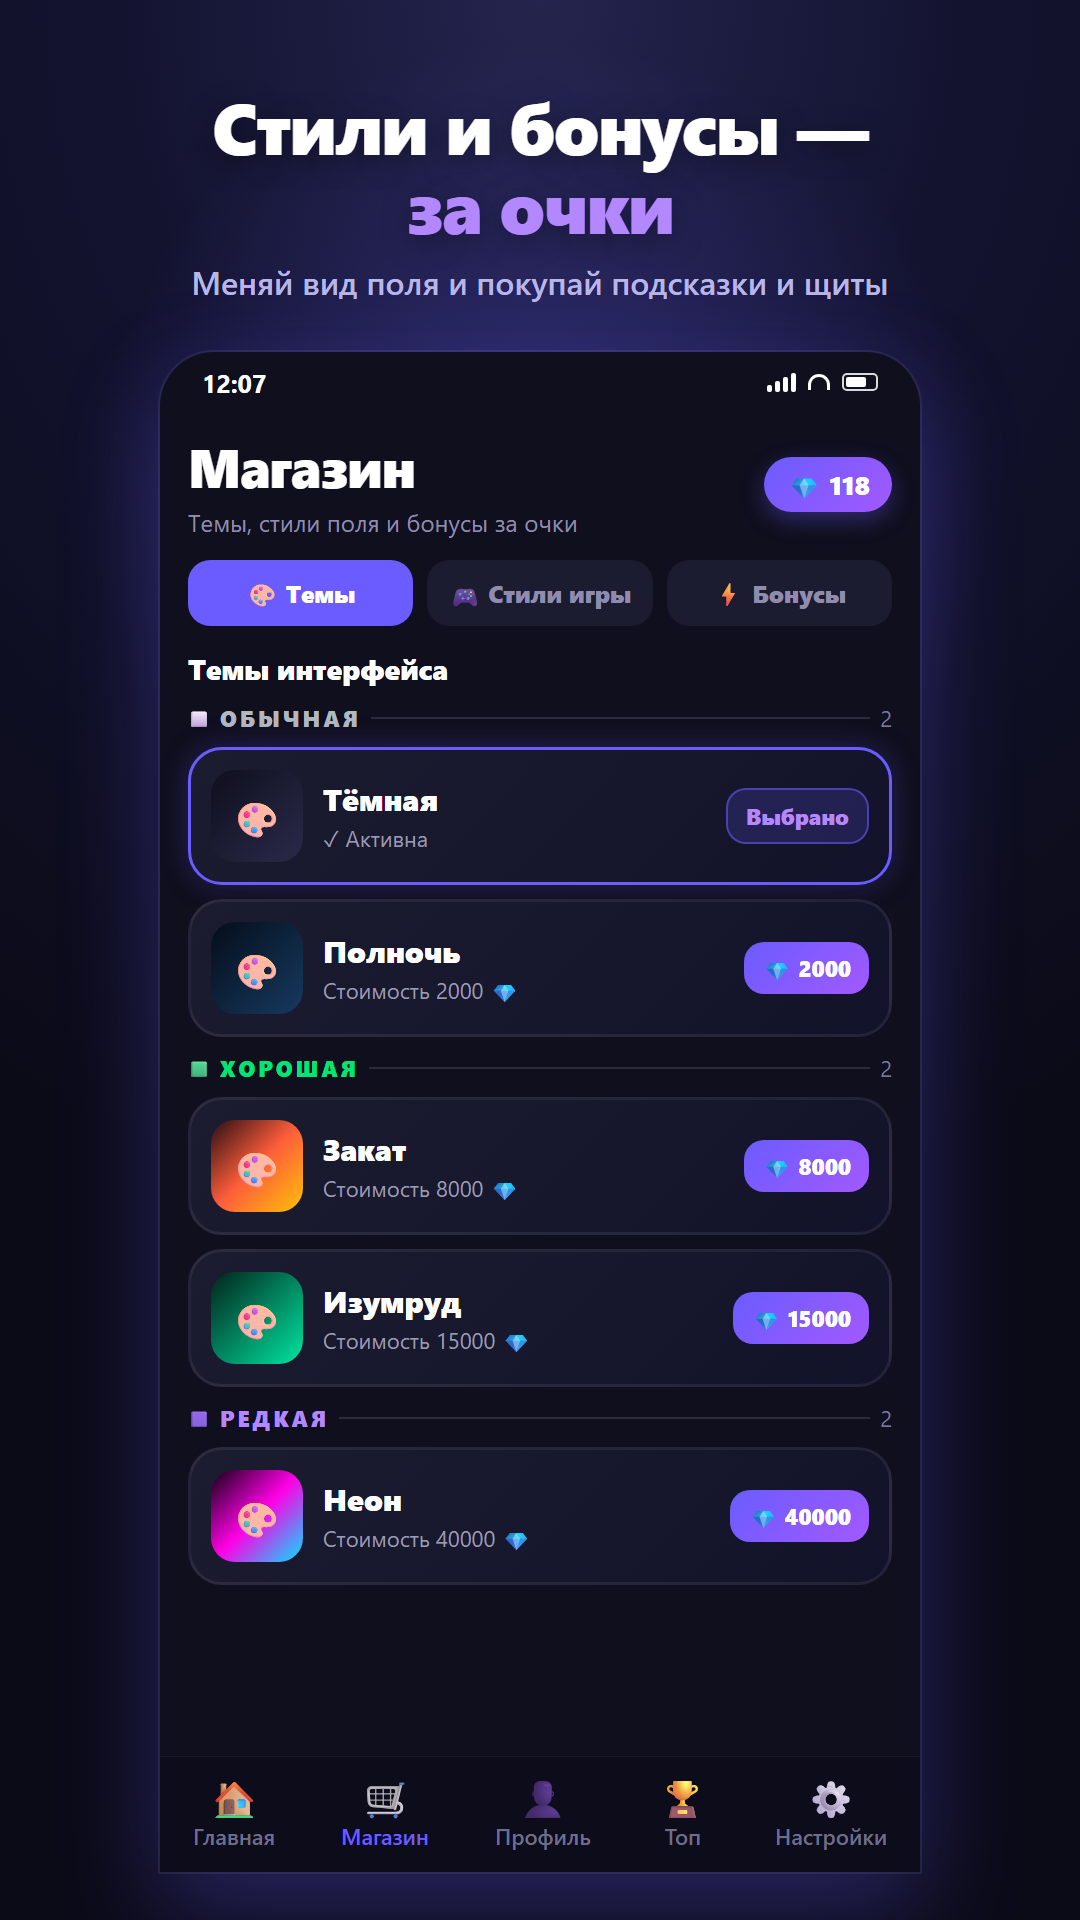 Стили и бонусы —
за очки
Меняй вид поля и покупай подсказки и щиты
12:07
Магазин
💎 118
Темы, стили поля и бонусы за очки
🎨 Темы
🎮 Стили игры
⚡ Бонусы
Темы интерфейса
ОБЫЧНАЯ 2
Тёмная
✓ Активна
Выбрано
Полночь
Стоимость 2000 💎
💎 2000
ХОРОШАЯ 2
Закат
Стоимость 8000 💎
💎 8000
Изумруд
Стоимость 15000 💎
💎 15000
РЕДКАЯ 2
Неон
Стоимость 40000 💎
💎 40000
Главная
Магазин
Профиль
Топ
Настройки